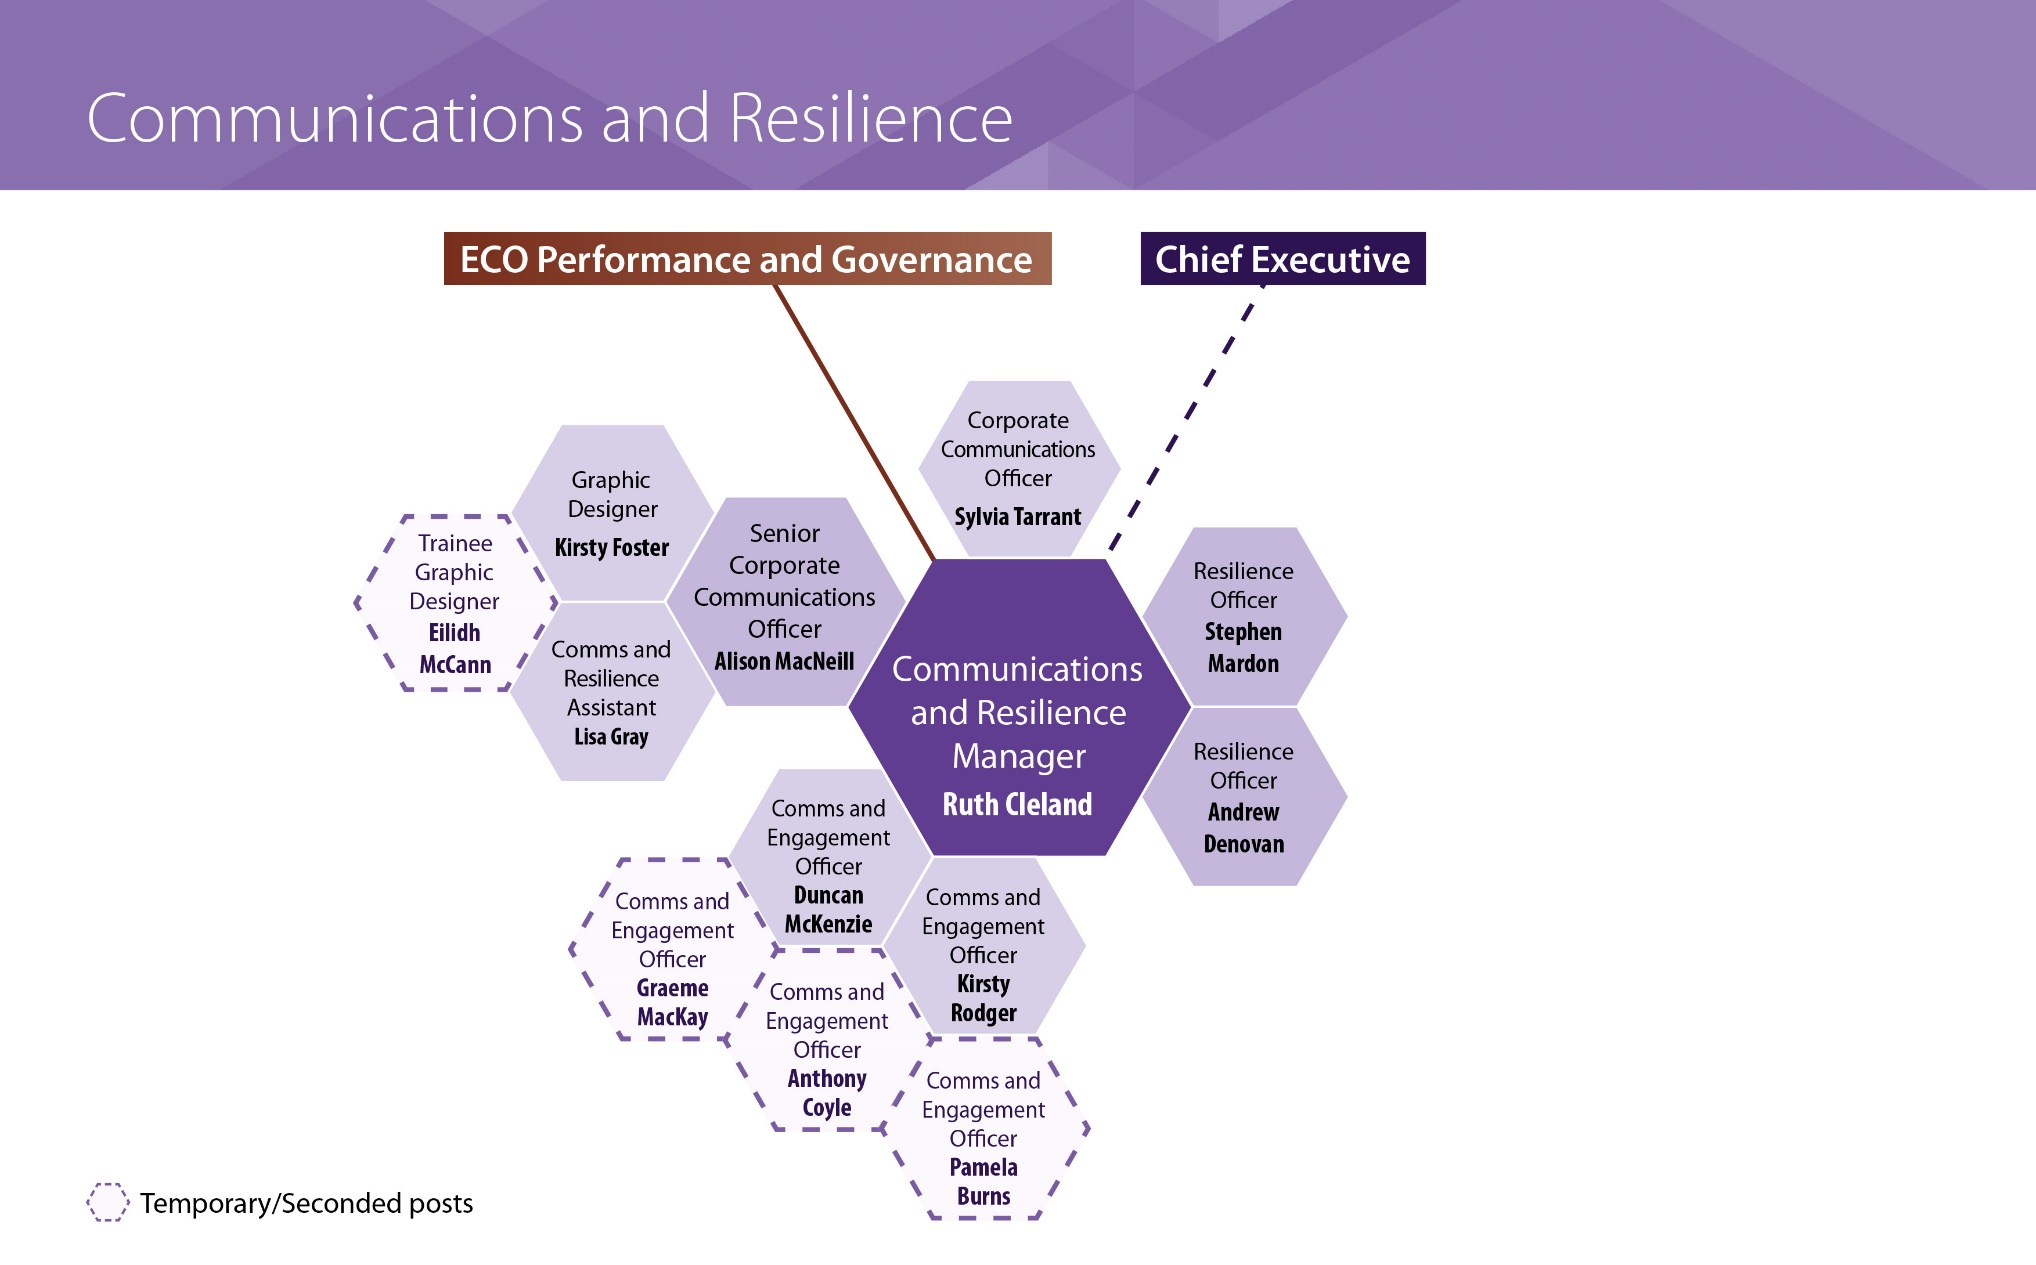 Communications and Resilience
ECO Performance and Governance
Chief Executive
Corporate
Communications
Officer
Sylvia Tarrant
Graphic
Designer
Kirsty Foster
Trainee
Graphic
Designer
Eilidh
McCann
Senior
Corporate
Communications
Officer
Alison MacNeill
Comms and
Resilience
Assistant
Lisa Gray
Communications
and Resilience
Manager
Ruth Cleland
Resilience
Officer
Stephen
Mardon
Resilience
Officer
Andrew
Denovan
Comms and
Engagement
Officer
Duncan
McKenzie
Comms and
Engagement
Officer
Kirsty
Rodger
Comms and
Engagement
Officer
Graeme
MacKay
Comms and
Engagement
Officer
Anthony
Coyle
Comms and
Engagement
Officer
Pamela
Burns
Temporary/Seconded posts